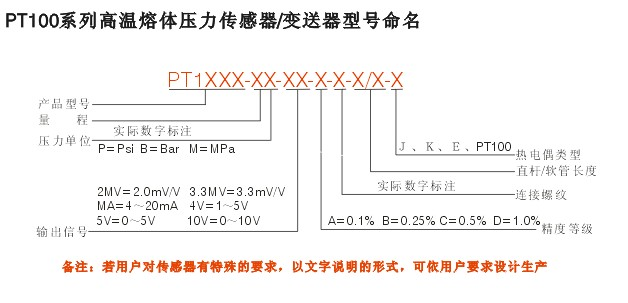 PT100系列高温熔体压力传感器/变送器型号命名
PT1XXX-XX-XX-X-X-X/X-X
产品型号
量程
实际数字标注
压力单位
P=Psi B=Bar M=MPa
J、K、E、PT100
热电偶类型
直杆/软管长度
实际数字标注
连接螺纹
2MV=2.0mV/V 3.3MV=3.3mV/V
MA=4~20mA 4V=1~5V
5V=0~5V 10V=0~10V
输出信号
A=0.1% B=0.25% C=0.5% D=1.0%
精度等级
备注：若用户对传感器有特殊的要求，以文字说明的形式，可依用户要求设计生产